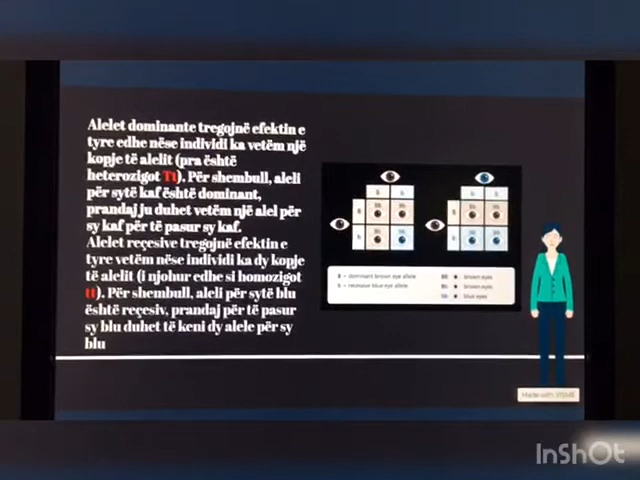 Alelet dominante tregojnë efektin e
tyre edhe nëse individi ka vetëm një
kopje të alelit (pra është
heterozigot Tt). Për shembull, aleli
për sytë kaf është dominant,
prandaj ju duhet vetëm një alel për
sy kaf për të pasur sy kaf.
Alelet reçesive tregojnë efektin e
tyre vetëm nëse individi ka dy kopje
të alelit (i njohur edhe si homozigot
tt). Për shembull, aleli për sytë blu
është reçesiv, prandaj për të pasur
sy blu duhet të keni dy alele për sy
blu
B = dominant brown eye allele
b = recessive blue eye allele
brown eyes
brown eyes
blue eyes
Made with VISME
InShOt